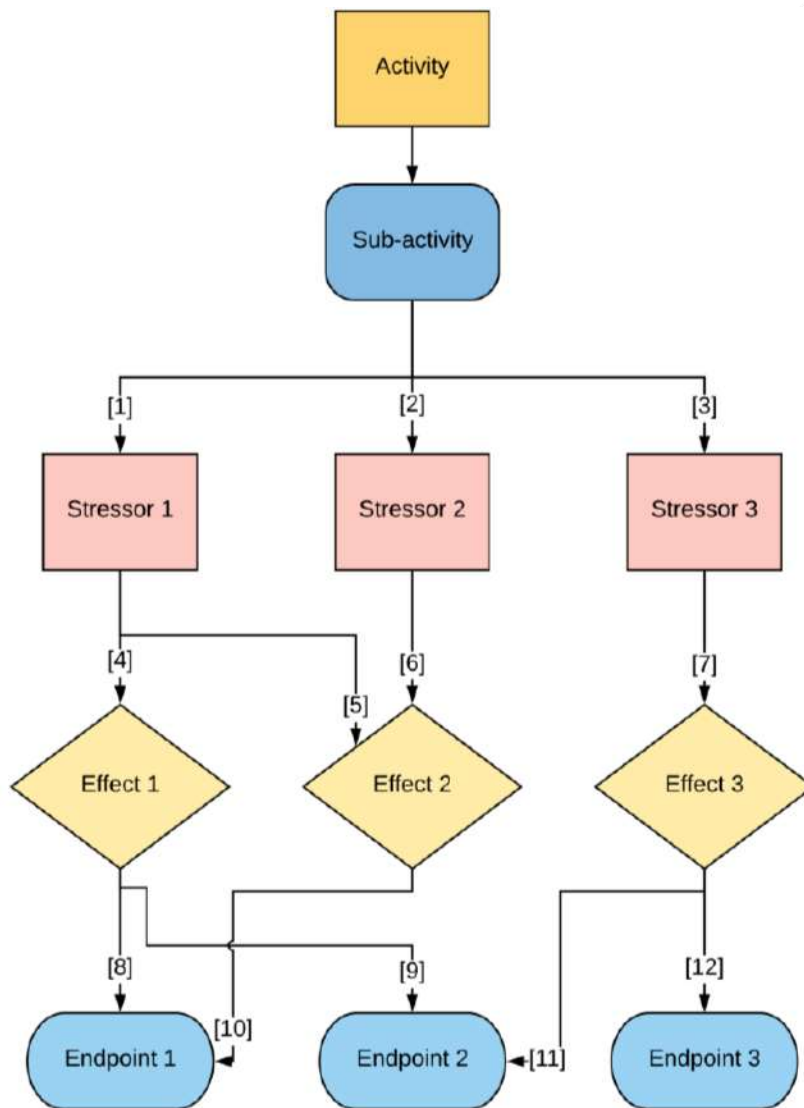 Activity
Sub-activity
[1]
[2]
[3]
Stressor 1
Stressor 2
Stressor 3
[4]
[5]
[6]
[7]
Effect 1
Effect 2
Effect 3
[8]
[9]
[10]
[11]
[12]
Endpoint 1
Endpoint 2
Endpoint 3